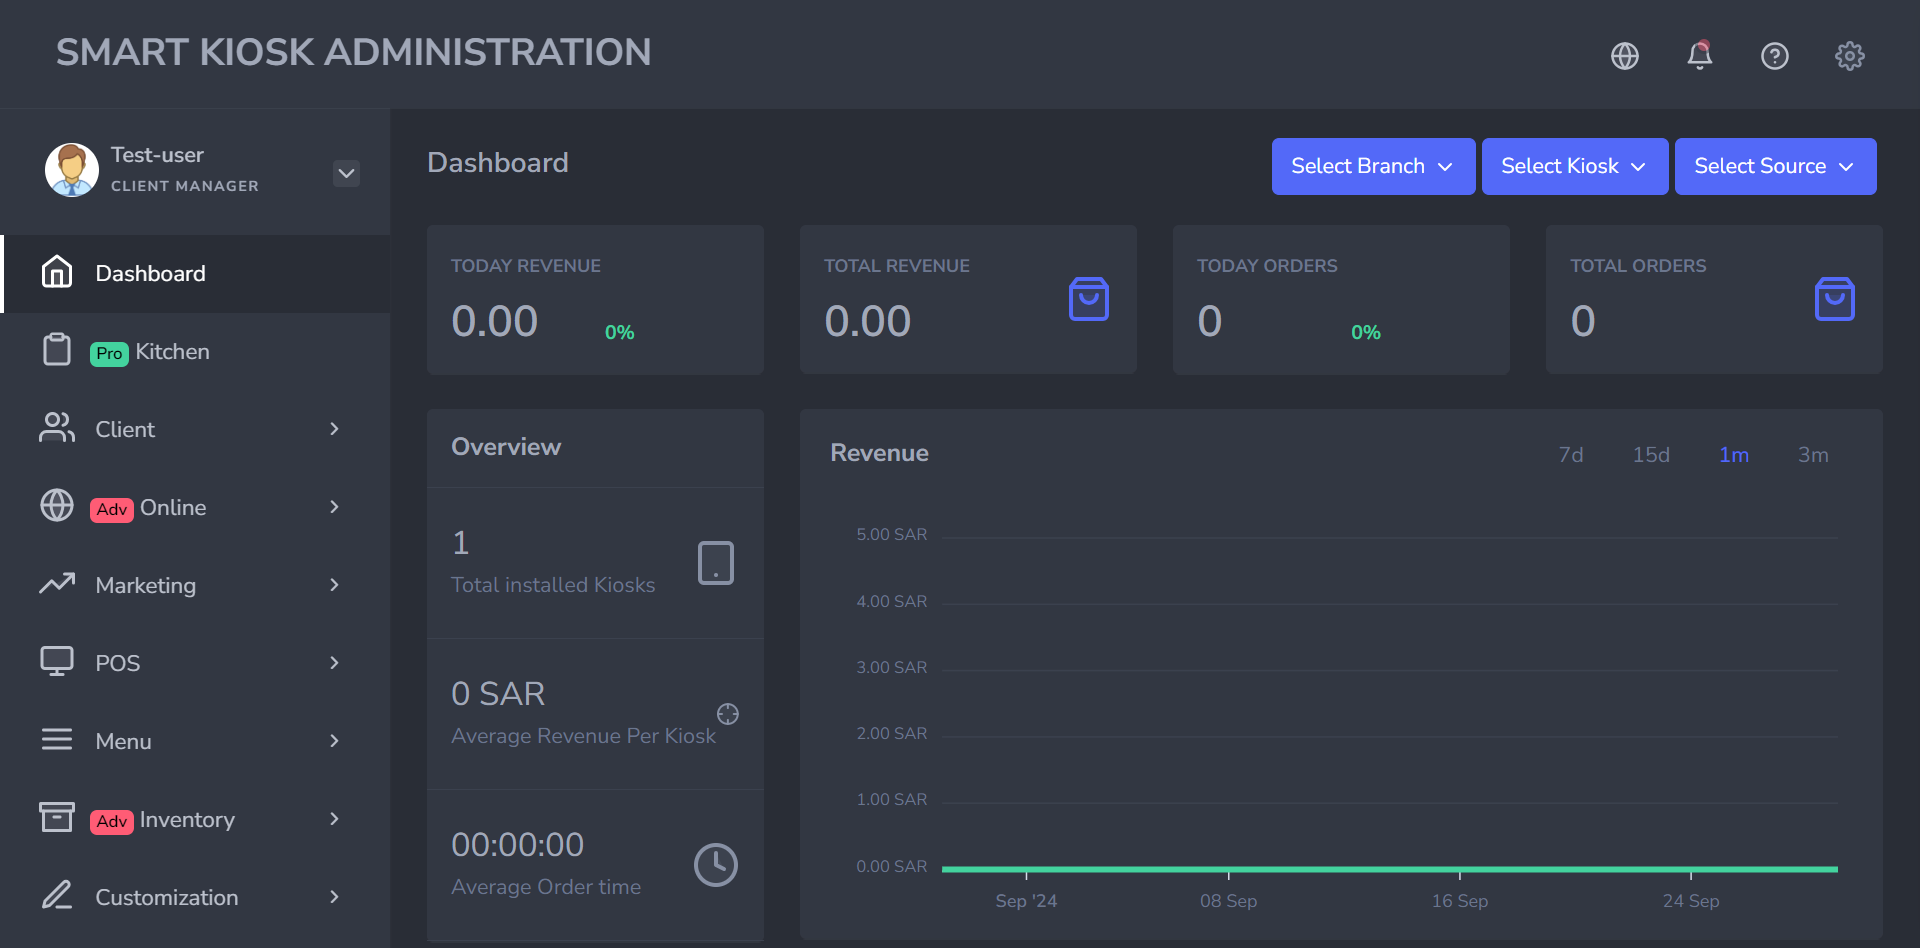 SMART KIOSK ADMINISTRATION
Test-user
CLIENT MANAGER
Dashboard
Pro Kitchen
Client
Adv Online
Marketing
POS
Menu
Adv Inventory
Customization
Dashboard
Select Branch
Select Kiosk
Select Source
TODAY REVENUE
0.00
0%
TOTAL REVENUE
0.00
TODAY ORDERS
0
0%
TOTAL ORDERS
0
Overview
1
Total installed Kiosks
0 SAR
Average Revenue Per Kiosk
00:00:00
Average Order time
Revenue
7d 15d 1m 3m
5.00 SAR
4.00 SAR
3.00 SAR
2.00 SAR
1.00 SAR
0.00 SAR
Sep '24 08 Sep 16 Sep 24 Sep